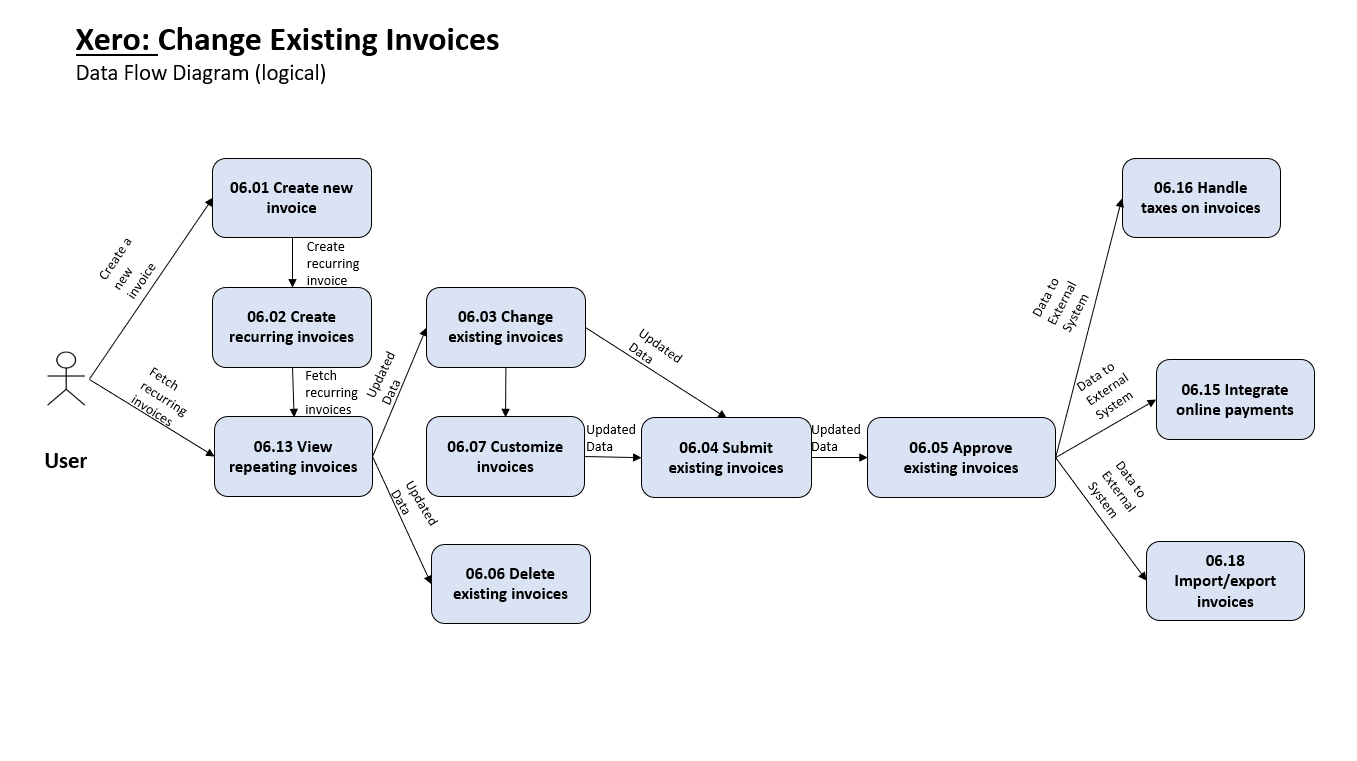 Xero: Change Existing Invoices
Data Flow Diagram (logical)
06.01 Create new
invoice
Create a
new
invoice
Create
recurring
invoice
06.02 Create
recurring invoices
Fetch
recurring
invoices
User
Fetch
recurring
invoices
06.13 View
repeating invoices
Updated
Data
06.03 Change
existing invoices
Updated
Data
06.07 Customize
invoices
Updated
Data
Updated
Data
06.06 Delete
existing invoices
06.04 Submit
existing invoices
Updated
Data
06.05 Approve
existing invoices
Data to
External
System
06.16 Handle
taxes on invoices
Data to
External
System
06.15 Integrate
online payments
Data to
External
System
06.18
Import/export
invoices